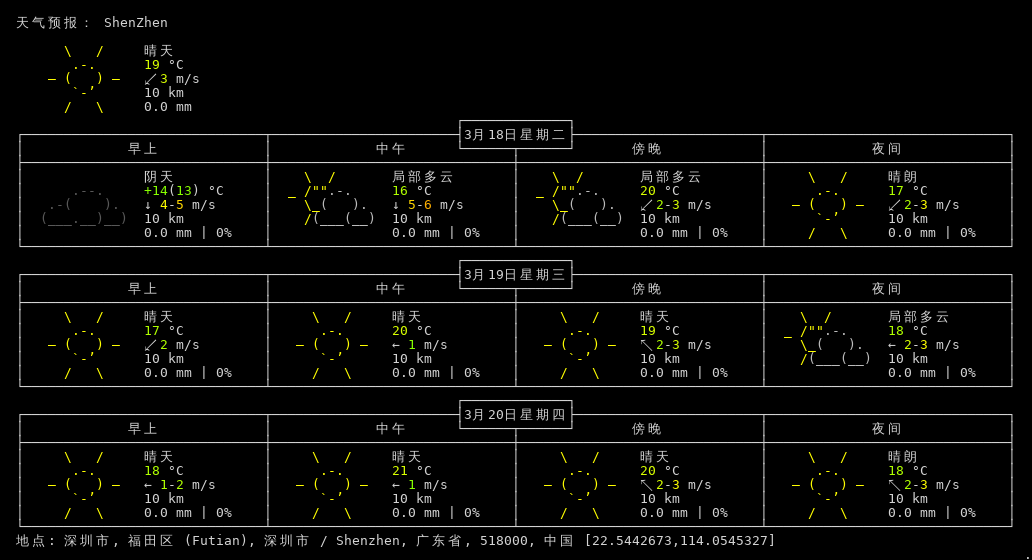 天气预报： ShenZhen
晴天
19 °C
↙3 m/s
10 km
0.0 mm
3月18日星期二
早上 中午 傍晚 夜间
阴天 局部多云 局部多云 晴朗
+14(13) °C 16 °C 20 °C 17 °C
↓ 4-5 m/s ↓ 5-6 m/s ↙2-3 m/s ↙2-3 m/s
10 km 10 km 10 km 10 km
0.0 mm | 0% 0.0 mm | 0% 0.0 mm | 0% 0.0 mm | 0%
3月19日星期三
早上 中午 傍晚 夜间
晴天 晴天 晴天 局部多云
17 °C 20 °C 19 °C 18 °C
↙2 m/s ← 1 m/s ↖2-3 m/s ← 2-3 m/s
10 km 10 km 10 km 10 km
0.0 mm | 0% 0.0 mm | 0% 0.0 mm | 0% 0.0 mm | 0%
3月20日星期四
早上 中午 傍晚 夜间
晴天 晴天 晴天 晴朗
18 °C 21 °C 20 °C 18 °C
← 1-2 m/s ← 1 m/s ↖2-3 m/s ↖2-3 m/s
10 km 10 km 10 km 10 km
0.0 mm | 0% 0.0 mm | 0% 0.0 mm | 0% 0.0 mm | 0%
地点: 深圳市, 福田区 (Futian), 深圳市 / Shenzhen, 广东省, 518000, 中国 [22.5442673,114.0545327]